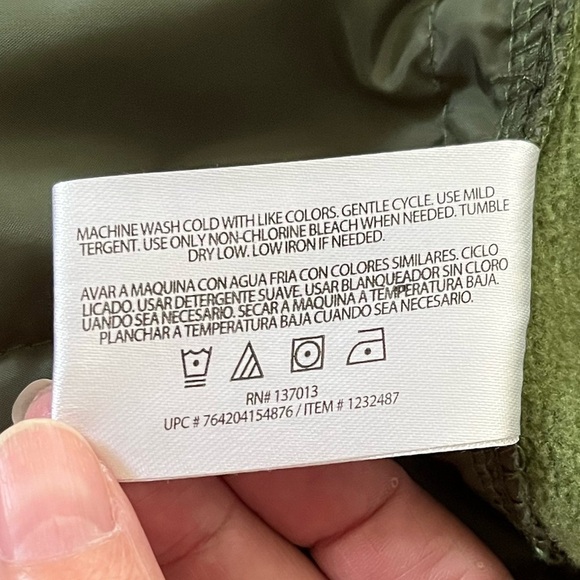 MACHINE WASH COLD WITH LIKE COLORS. GENTLE CYCLE. USE MILD
TERGENT. USE ONLY NON-CHLORINE BLEACH WHEN NEEDED. TUMBLE
DRY LOW. LOW IRON IF NEEDED.
AVAR A MAQUINA CON AGUA FRIA CON COLORES SIMILARES. CICLO
LICADO. USAR DETERGENTE SUAVE. USAR BLANQUEADOR SIN CLORO
UANDO SEA NECESARIO. SECAR A MÁQUINA A TEMPERATURA BAJA.
PLANCHAR A TEMPERATURA BAJA CUANDO SEA NECESARIO.
RN# 137013
UPC # 764204154876 / ITEM # 1232487